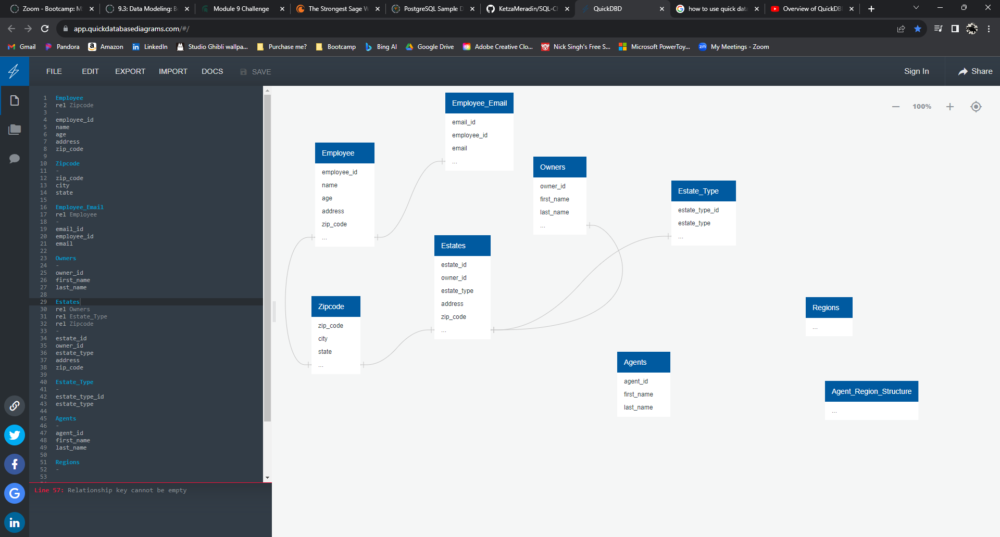 Zoom - Bootcamp: M
9.3: Data Modeling: B
Module 9 Challenge
The Strongest Sage W
PostgreSQL Sample D
KetzaMeradin/SQL-C
QuickDBD
how to use quick data
Overview of QuickDB
app.quickdatabasediagrams.com/#/
Gmail
Pandora
Amazon
LinkedIn
Studio Ghibli wallpa...
Purchase me?
Bootcamp
Bing AI
Google Drive
Adobe Creative Clo...
Nick Singh's Free S...
Microsoft PowerToy...
My Meetings - Zoom
FILE EDIT EXPORT IMPORT DOCS SAVE
Sign In
Share
1 Employee
2 rel Zipcode
3 -
4 employee_id
5 name
6 age
7 address
8 zip_code
9
10 Zipcode
11 -
12 zip_code
13 city
14 state
15
16 Employee_Email
17 rel Employee
18 -
19 email_id
20 employee_id
21 email
22
23 Owners
24 -
25 owner_id
26 first_name
27 last_name
28
29 Estates
30 rel Owners
31 rel Estate_Type
32 rel Zipcode
33 -
34 estate_id
35 owner_id
36 estate_type
37 address
38 zip_code
39
40 Estate_Type
41 -
42 estate_type_id
43 estate_type
44
45 Agents
46 -
47 agent_id
48 first_name
49 last_name
50
51 Regions
52 -
53
Line 57: Relationship key cannot be empty
100%
Employee_Email
email_id
employee_id
email
...
Employee
employee_id
name
age
address
zip_code
...
Owners
owner_id
first_name
last_name
...
Estate_Type
estate_type_id
estate_type
...
Estates
estate_id
owner_id
estate_type
address
zip_code
...
Zipcode
zip_code
city
state
...
Regions
...
Agents
agent_id
first_name
last_name
Agent_Region_Structure
...